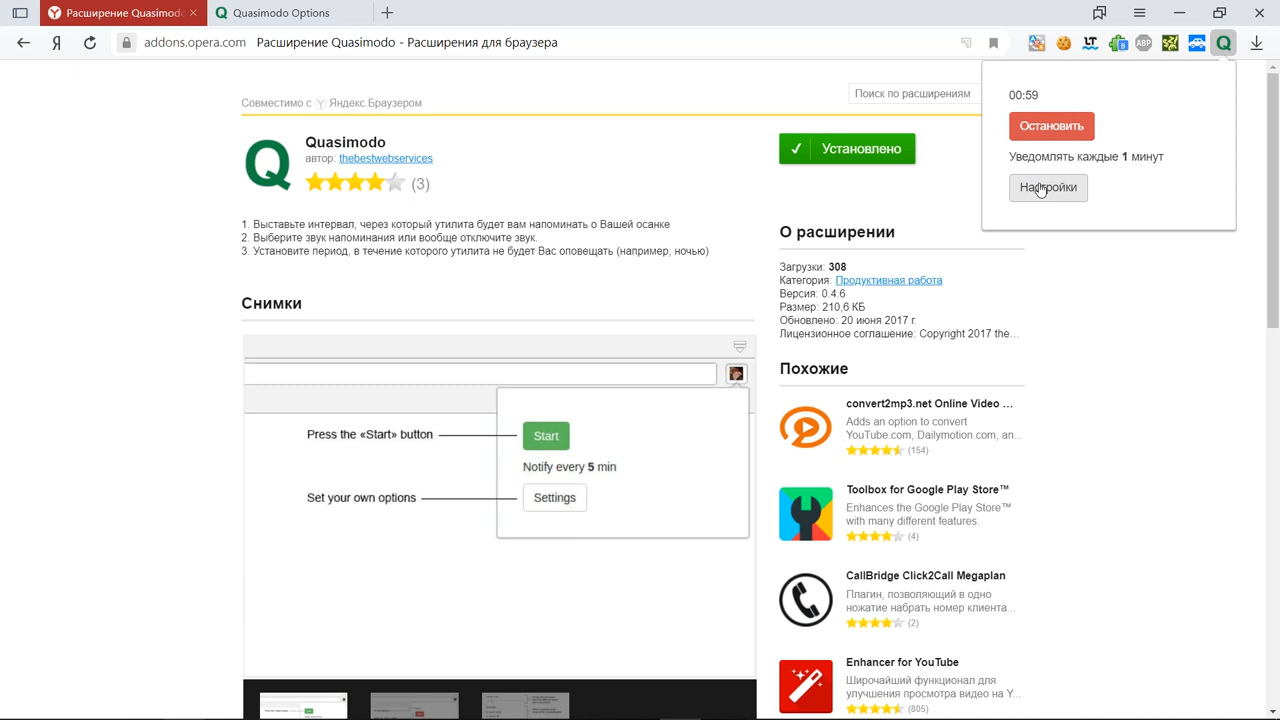 Расширение Quasimodo -
Quasimodo Options
addons.opera.com Расширение Quasimodo - Расширения для браузера
Совместимо с Яндекс.Браузером
Поиск по расширениям
00:59
Остановить
Уведомлять каждые 1 минут
Настройки
Quasimodo
автор: thebestwebservices
(3)
Установлено
1. Выставьте интервал, через который утилита будет вам напоминать о Вашей осанке
2. Выберите звук напоминания или вообще отключите звук.
3. Установите период, в течение которого утилита не будет Вас оповещать (например, ночью)
Снимки
Press the «Start» button
Start
Notify every 5 min
Set your own options
Settings
О расширении
Загрузки: 308
Категория: Продуктивная работа
Версия: 0.4.6
Размер: 210,6 КБ
Обновлено: 20 июня 2017 г.
Лицензионное соглашение: Copyright 2017 the…
Похожие
convert2mp3.net Online Video …
Adds an option to convert
YouTube.com, Dailymotion.com, an…
(154)
Toolbox for Google Play Store™
Enhances the Google Play Store™
with many different features.
(4)
CallBridge Click2Call Megaplan
Плагин, позволяющий в одно
нажатие набрать номер клиента…
(2)
Enhancer for YouTube
Широчайший функционал для
улучшения просмотра видео на Y…
(805)